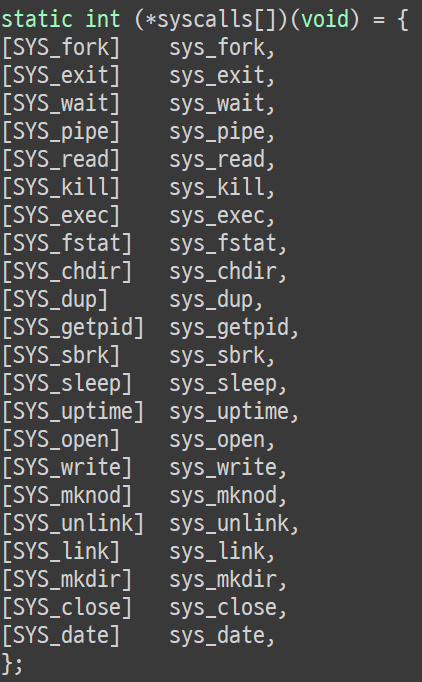 static int (*syscalls[])(void) = {
[SYS_fork]    sys_fork,
[SYS_exit]    sys_exit,
[SYS_wait]    sys_wait,
[SYS_pipe]    sys_pipe,
[SYS_read]    sys_read,
[SYS_kill]    sys_kill,
[SYS_exec]    sys_exec,
[SYS_fstat]   sys_fstat,
[SYS_chdir]   sys_chdir,
[SYS_dup]     sys_dup,
[SYS_getpid]  sys_getpid,
[SYS_sbrk]    sys_sbrk,
[SYS_sleep]   sys_sleep,
[SYS_uptime]  sys_uptime,
[SYS_open]    sys_open,
[SYS_write]   sys_write,
[SYS_mknod]   sys_mknod,
[SYS_unlink]  sys_unlink,
[SYS_link]    sys_link,
[SYS_mkdir]   sys_mkdir,
[SYS_close]   sys_close,
[SYS_date]    sys_date,
};